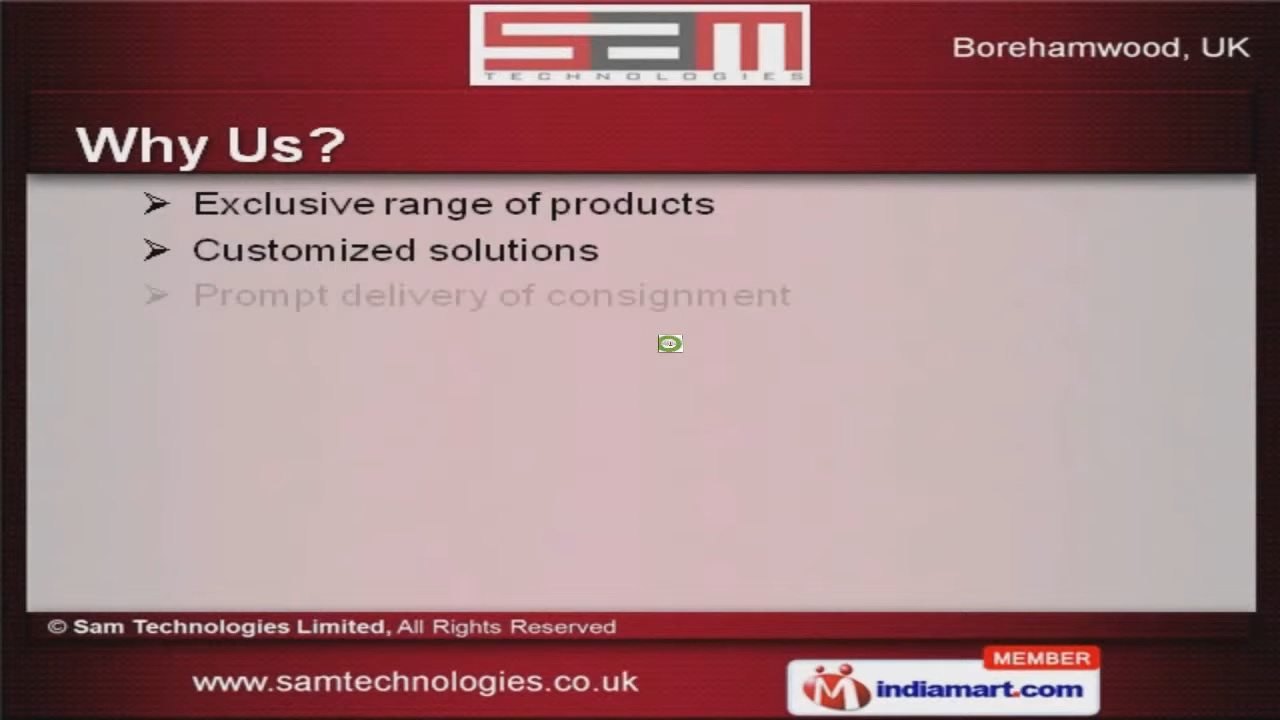 SAM
TECHNOLOGIES
Borehamwood, UK
Why Us?
➢ Exclusive range of products
➢ Customized solutions
➢ Prompt delivery of consignment
© Sam Technologies Limited, All Rights Reserved
www.samtechnologies.co.uk
MEMBER
indiamart.com